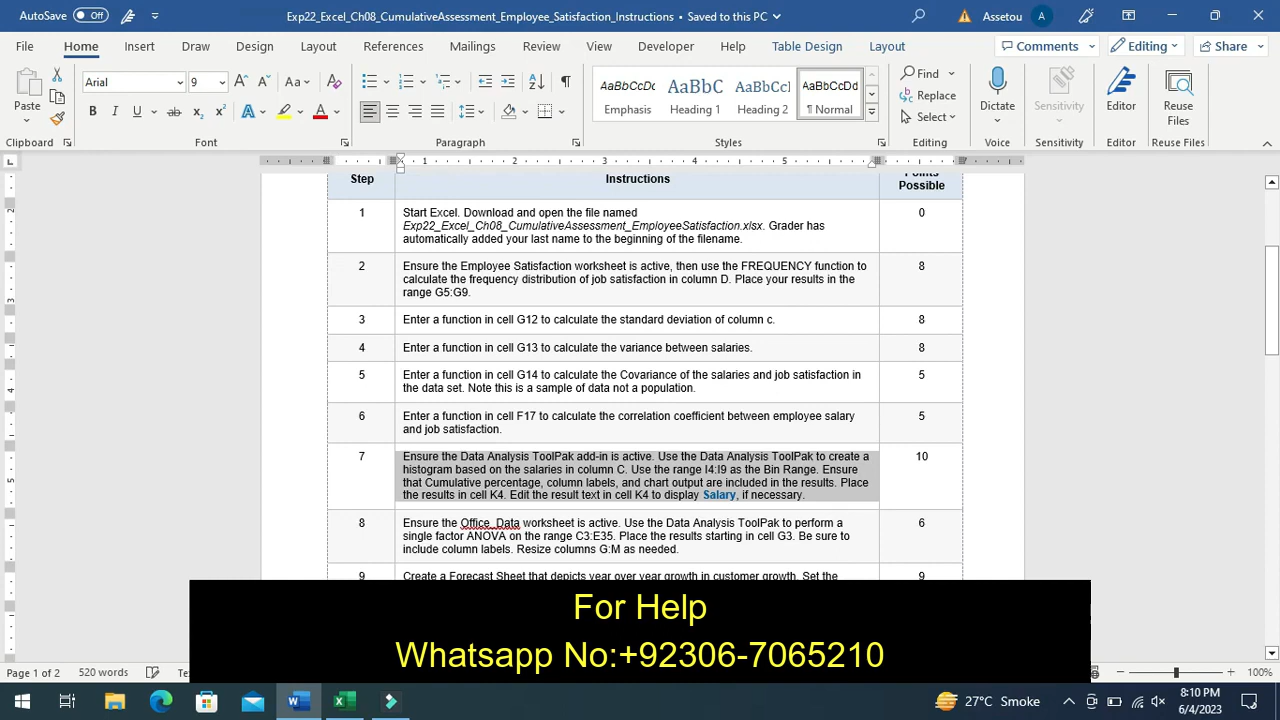 AutoSave Off
Exp22_Excel_Ch08_CumulativeAssessment_Employee_Satisfaction_Instructions • Saved to this PC
Assetou A
File Home Insert Draw Design Layout References Mailings Review View Developer Help Table Design Layout
Comments Editing Share
Paste
Arial 9
AaBbCcDc AaBbC AaBbCcl AaBbCcDd
Emphasis Heading 1 Heading 2 ¶ Normal
Find
Replace
Select
Dictate Sensitivity Editor Reuse Files
Clipboard Font Paragraph Styles Editing Voice Sensitivity Editor Reuse Files
Step Instructions Points Possible
1 Start Excel. Download and open the file named
Exp22_Excel_Ch08_CumulativeAssessment_EmployeeSatisfaction.xlsx. Grader has
automatically added your last name to the beginning of the filename.
0
2 Ensure the Employee Satisfaction worksheet is active, then use the FREQUENCY function to
calculate the frequency distribution of job satisfaction in column D. Place your results in the
range G5:G9.
8
3 Enter a function in cell G12 to calculate the standard deviation of column c. 8
4 Enter a function in cell G13 to calculate the variance between salaries. 8
5 Enter a function in cell G14 to calculate the Covariance of the salaries and job satisfaction in
the data set. Note this is a sample of data not a population.
5
6 Enter a function in cell F17 to calculate the correlation coefficient between employee salary
and job satisfaction.
5
7 Ensure the Data Analysis ToolPak add-in is active. Use the Data Analysis ToolPak to create a
histogram based on the salaries in column C. Use the range I4:I9 as the Bin Range. Ensure
that Cumulative percentage, column labels, and chart output are included in the results. Place
the results in cell K4. Edit the result text in cell K4 to display Salary, if necessary.
10
8 Ensure the Office_Data worksheet is active. Use the Data Analysis ToolPak to perform a
single factor ANOVA on the range C3:E35. Place the results starting in cell G3. Be sure to
include column labels. Resize columns G:M as needed.
6
9 Create a Forecast Sheet that depicts year over year growth in customer growth. Set the 9
For Help
Whatsapp No:+92306-7065210
Page 1 of 2 520 words 100%
27°C Smoke
8:10 PM
6/4/2023